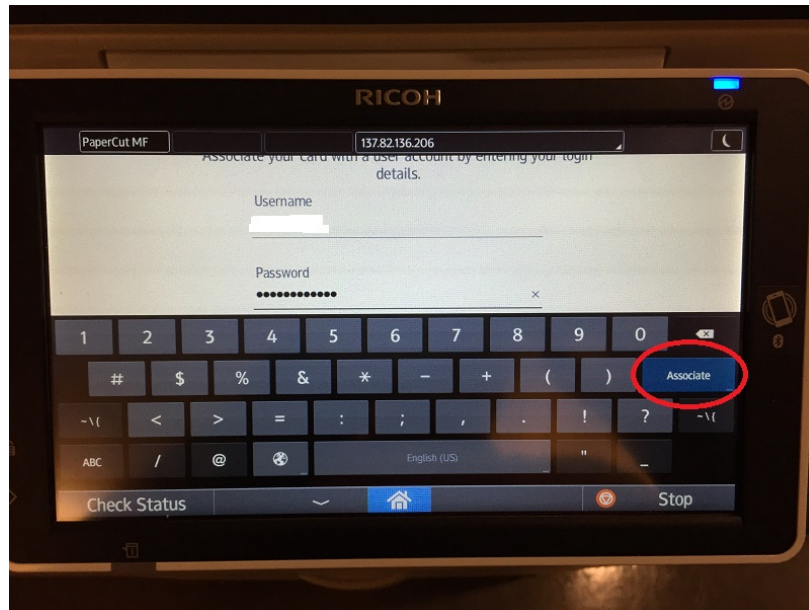 RICOH
PaperCut MF
137.82.136.206
Associate your card with a user account by entering your login
details.
Username
Password
×
1 2 3 4 5 6 7 8 9 0
# $ % & * - + ( ) Associate
~\{ < > = : ; , . ! ? ~\{
ABC / @ English (US) " _
Check Status Stop